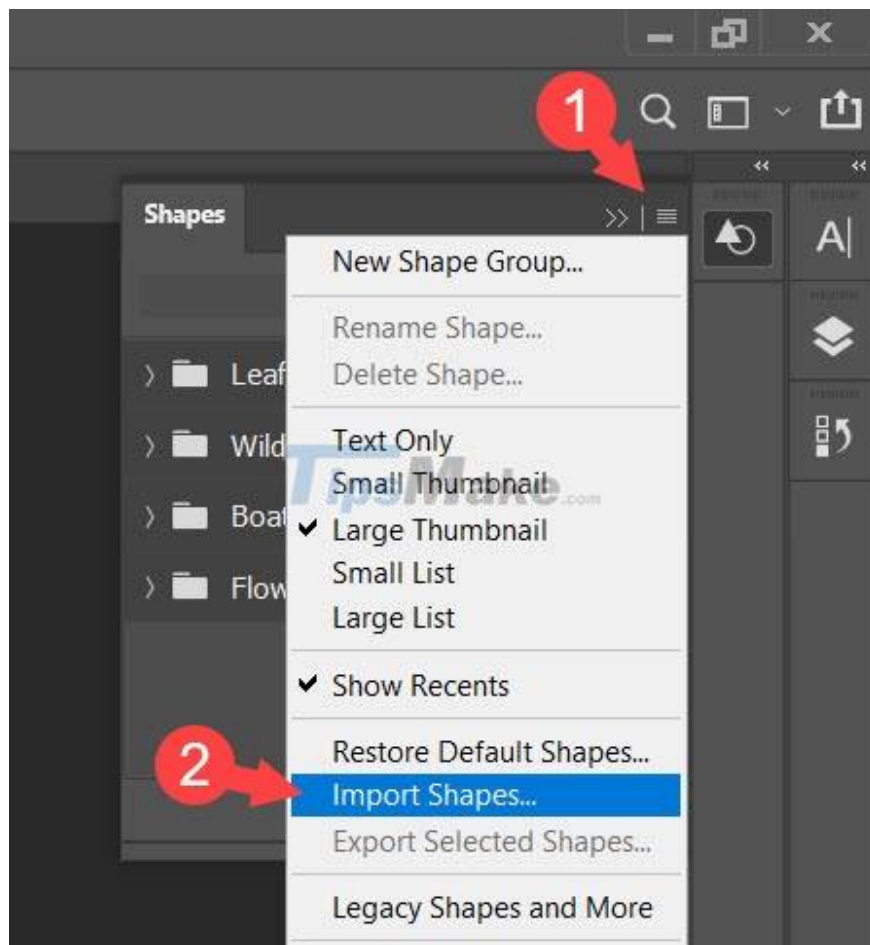 1
Shapes
New Shape Group...
Rename Shape...
Delete Shape...
Leaf
Text Only
Wild
TipsMake.com
Small Thumbnail
Boat
Large Thumbnail
Small List
Flow
Large List
Show Recents
Restore Default Shapes...
2
Import Shapes...
Export Selected Shapes...
Legacy Shapes and More
A